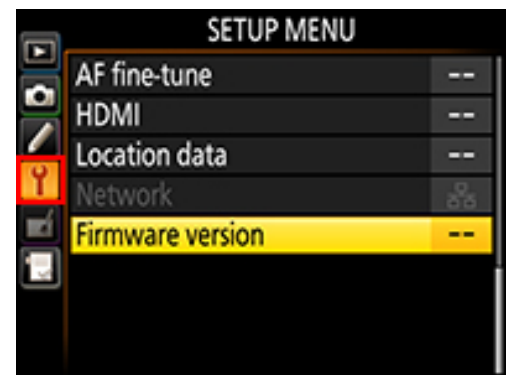 SETUP MENU
AF fine-tune --
HDMI --
Location data --
Network
Firmware version --